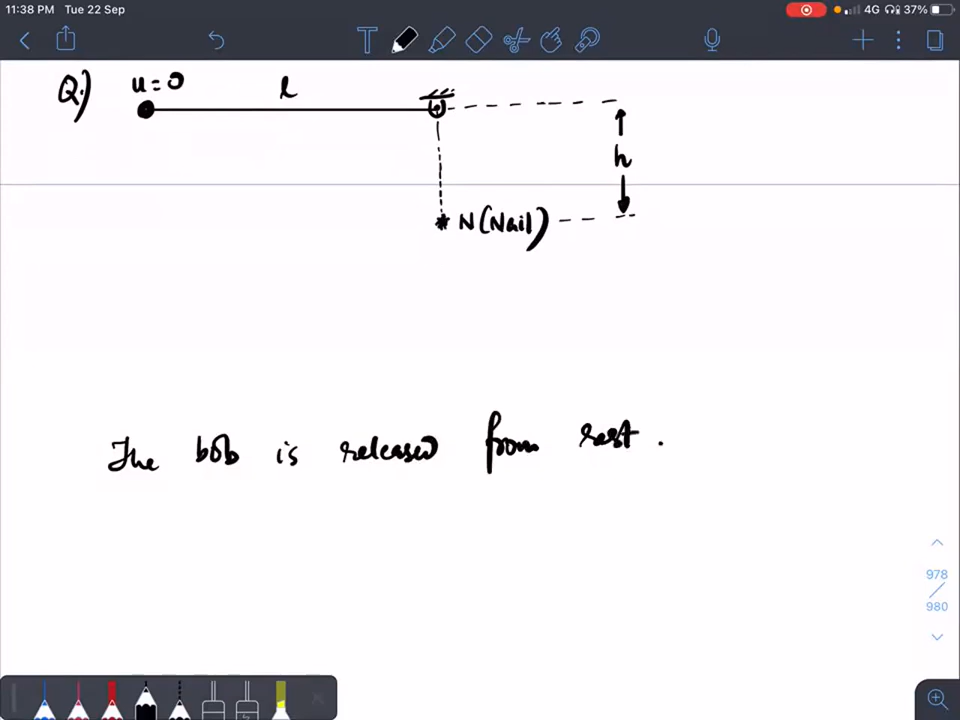 11:38 PM Tue 22 Sep
4G 37%
T
Q.) u = 0 l
h
N (Nail)
The bob is released from rest .
978
980